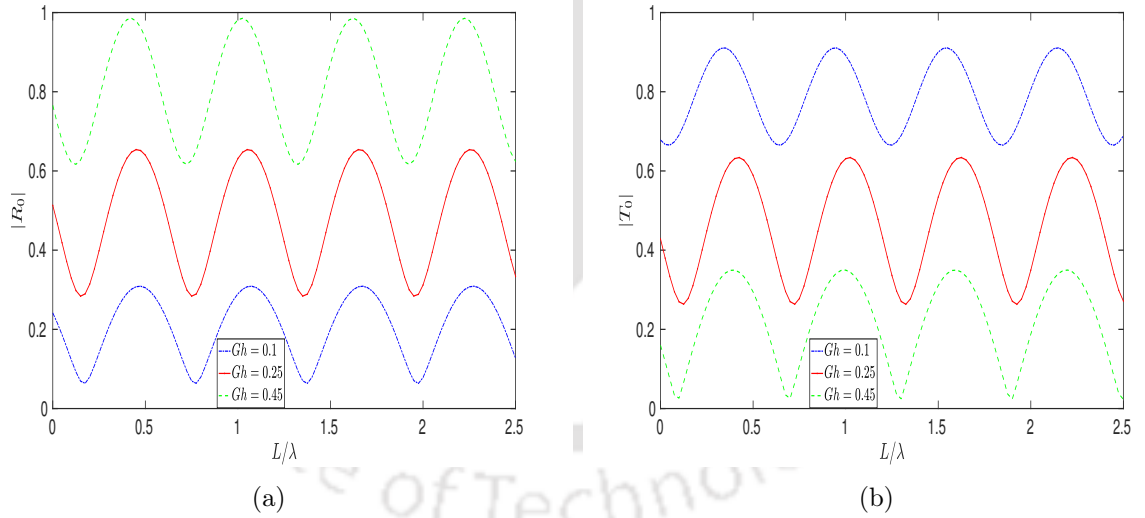 1
0.8
0.6
0.4
0.2
0
|R₀|
0 0.5 1 1.5 2 2.5
L/λ
Gh = 0.1
Gh = 0.25
Gh = 0.45
(a)
1
0.8
0.6
0.4
0.2
0
|T₀|
0 0.5 1 1.5 2 2.5
L/λ
Gh = 0.1
Gh = 0.25
Gh = 0.45
(b)
of Techno